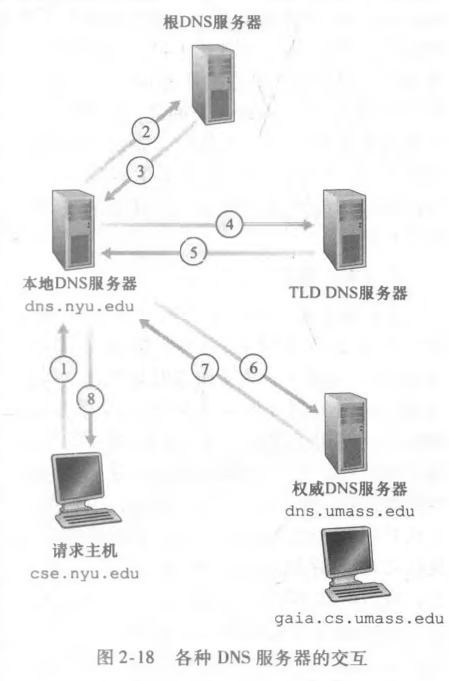 根DNS服务器
2
3
4
5
本地DNS服务器
dns.nyu.edu
TLD DNS服务器
1
8
7
6
请求主机
cse.nyu.edu
权威DNS服务器
dns.umass.edu
gaia.cs.umass.edu
图 2-18 各种 DNS 服务器的交互